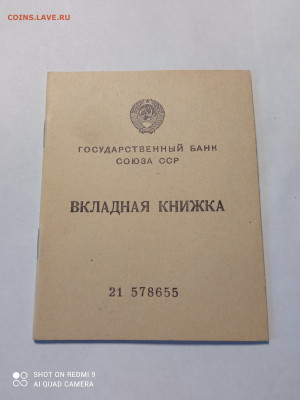 COINS.LAVE.RU
ГОСУДАРСТВЕННЫЙ БАНК
СОЮЗА ССР
ВКЛАДНАЯ КНИЖКА
21 578655
SHOT ON REDMI 9
AI QUAD CAMERA